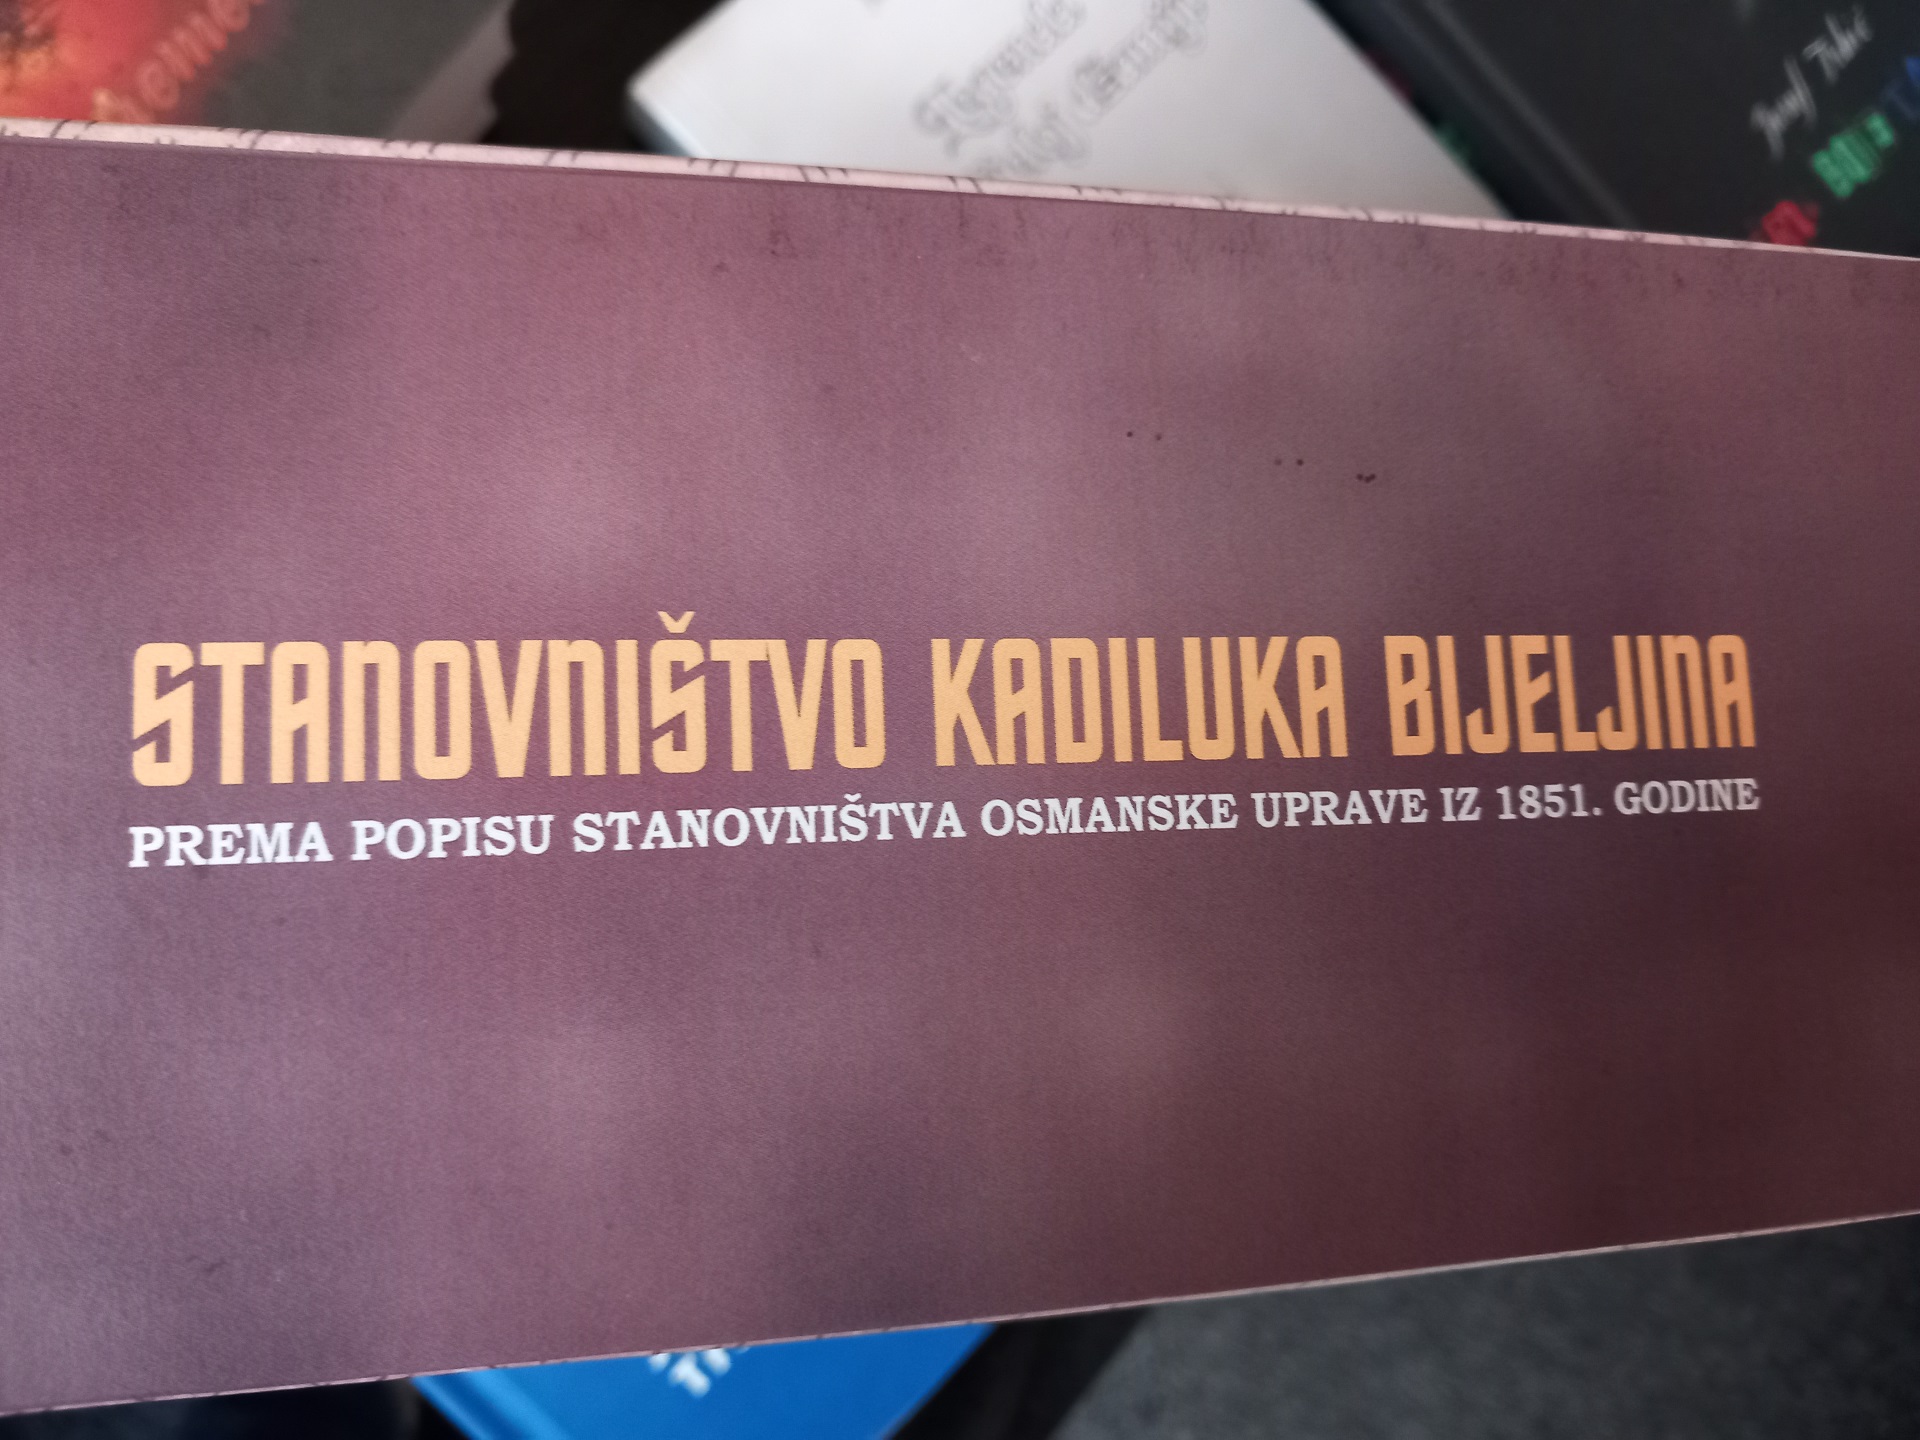 STANOVNIŠTVO KADILUKA BIJELJINA
PREMA POPISU STANOVNIŠTVA OSMANSKE UPRAVE IZ 1851. GODINE